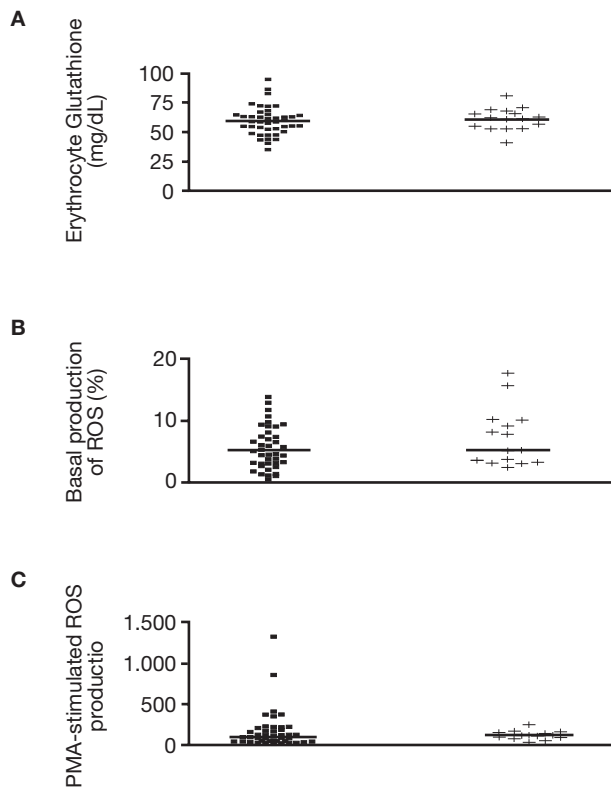 A
Erythrocyte Glutathione
(mg/dL)
100
75
50
25
0
B
Basal production
of ROS (%)
20
10
0
C
PMA-stimulated ROS
productio
1.500
1.000
500
0